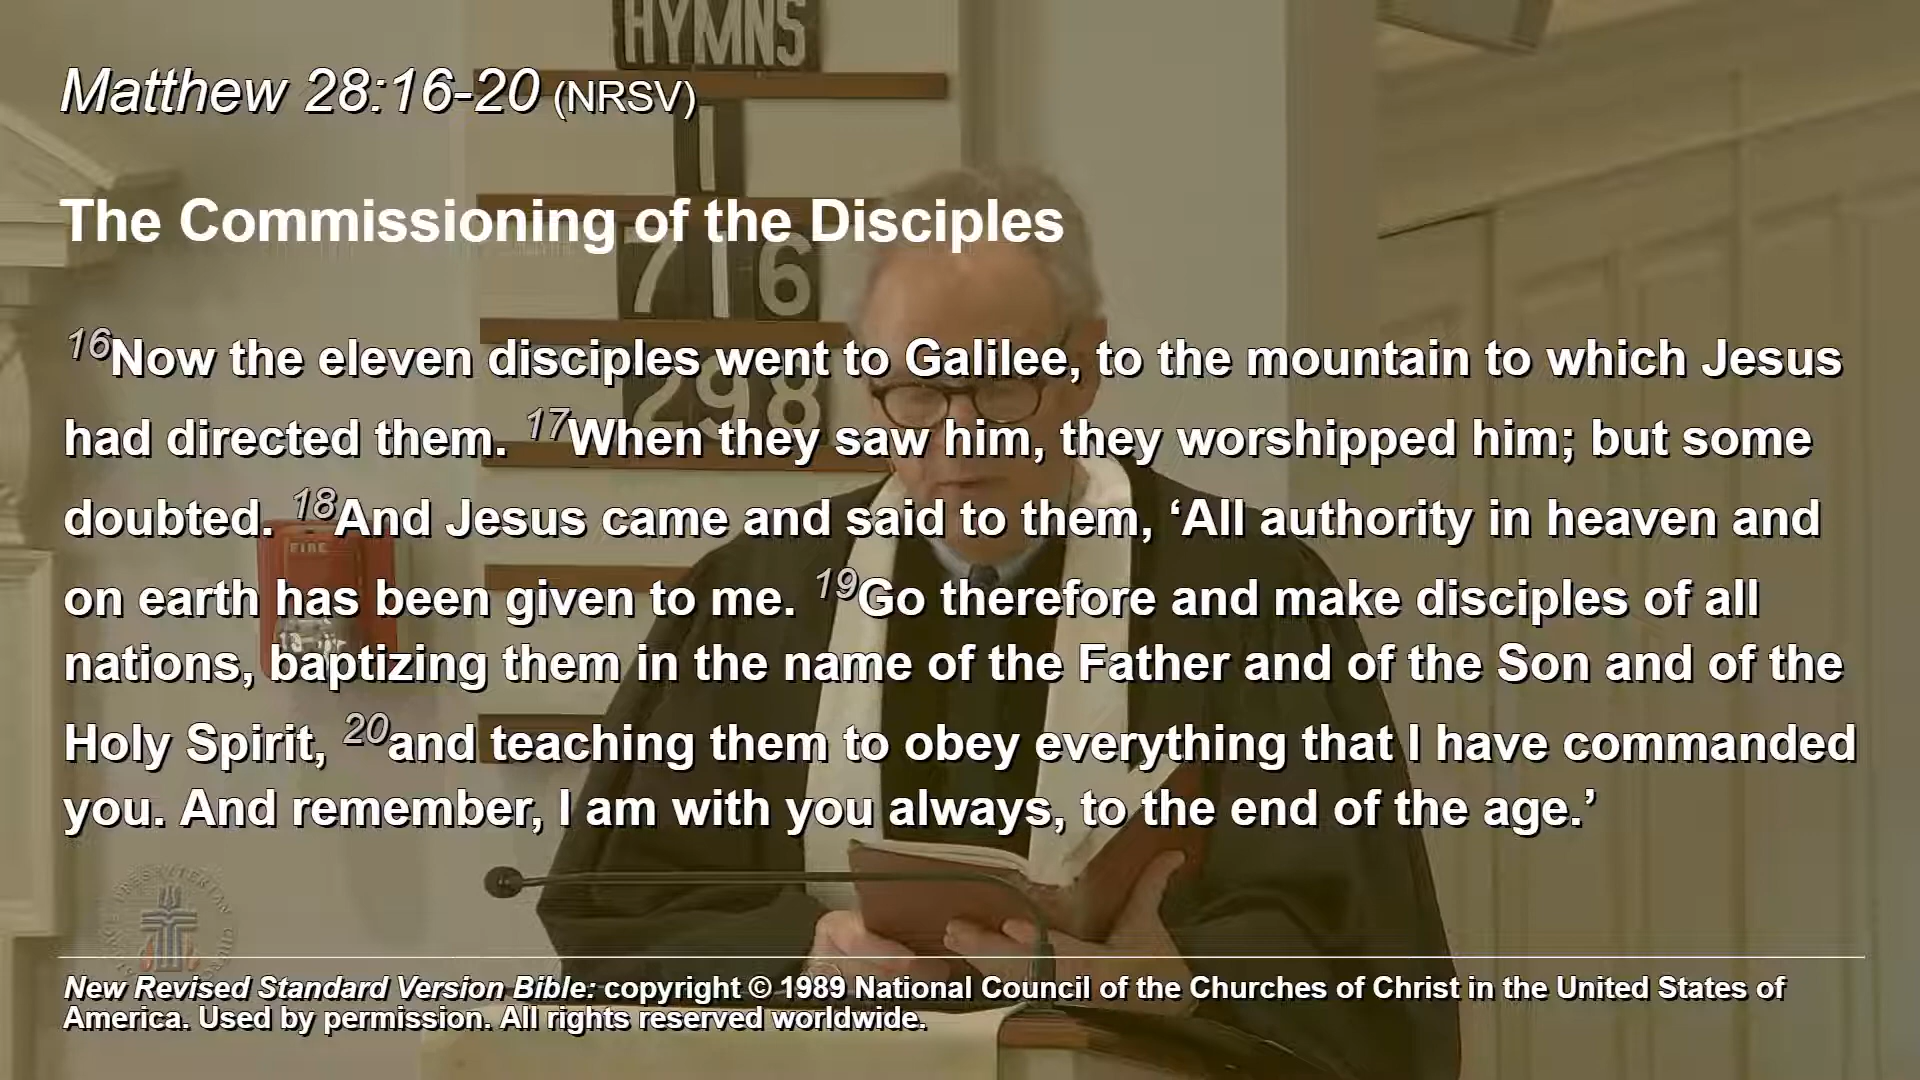 HYMNS
Matthew 28:16-20 (NRSV)
1
The Commissioning of the Disciples
716
16Now the eleven disciples went to Galilee, to the mountain to which Jesus
298
had directed them. 17When they saw him, they worshipped him; but some
doubted. 18And Jesus came and said to them, ‘All authority in heaven and
FIRE
on earth has been given to me. 19Go therefore and make disciples of all
nations, baptizing them in the name of the Father and of the Son and of the
Holy Spirit, 20and teaching them to obey everything that I have commanded
you. And remember, I am with you always, to the end of the age.’
PRESBYTERIAN
New Revised Standard Version Bible: copyright © 1989 National Council of the Churches of Christ in the United States of
America. Used by permission. All rights reserved worldwide.